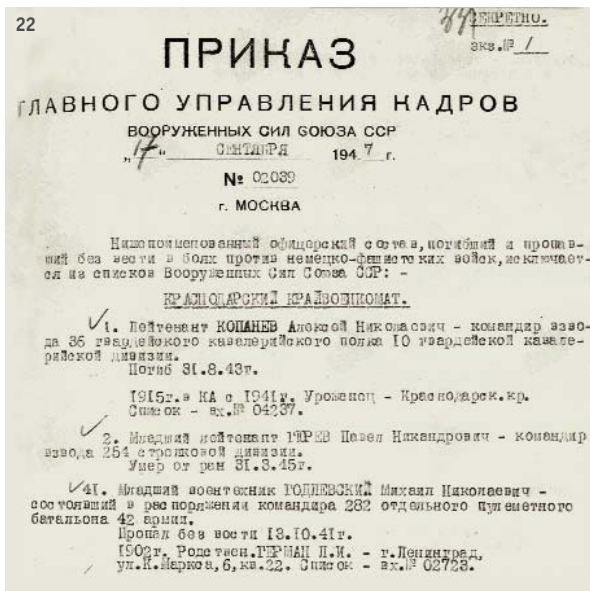 22
СЕКРЕТНО.
экз.№ 1
ПРИКАЗ
ГЛАВНОГО УПРАВЛЕНИЯ КАДРОВ
ВООРУЖЕННЫХ СИЛ СОЮЗА ССР
„17“ СЕНТЯБРЯ 1947 г.
№ 02039
г. МОСКВА
Нижепоименованный офицерский состав, погибший и пропав-
ший без вести в боях против немецко-фашистских войск, исключает-
ся из списков Вооруженных Сил Союза ССР: -
КРАСНОДАРСКИЙ КРАЙВОЕНКОМАТ.
1. Лейтенант КОПАНЕВ Алексей Николаевич - командир взво-
да 36 гвардейского кавалерийского полка 10 гвардейской кавале-
рийской дивизии.
Погиб 31.8.43г.
1915г. в КА с 1941г. Уроженец - Краснодарск.кр.
Список - вх.№ 04237.
2. Младший лейтенант ГЕРЕВ Павел Никандрович - командир
взвода 254 стрелковой дивизии.
Умер от ран 31.3.45г.
41. Младший воентехник ГОДЛЕВСКИЙ Михаил Николаевич -
состоявший в распоряжении командира 282 отдельного пулеметного
батальона 42 армии.
Пропал без вести 13.10.41г.
1902г. Родствен. ГЕРМАН Л.И. - г.Ленинград,
ул.К.Маркса,6,кв.22. Список - вх.№ 02723.